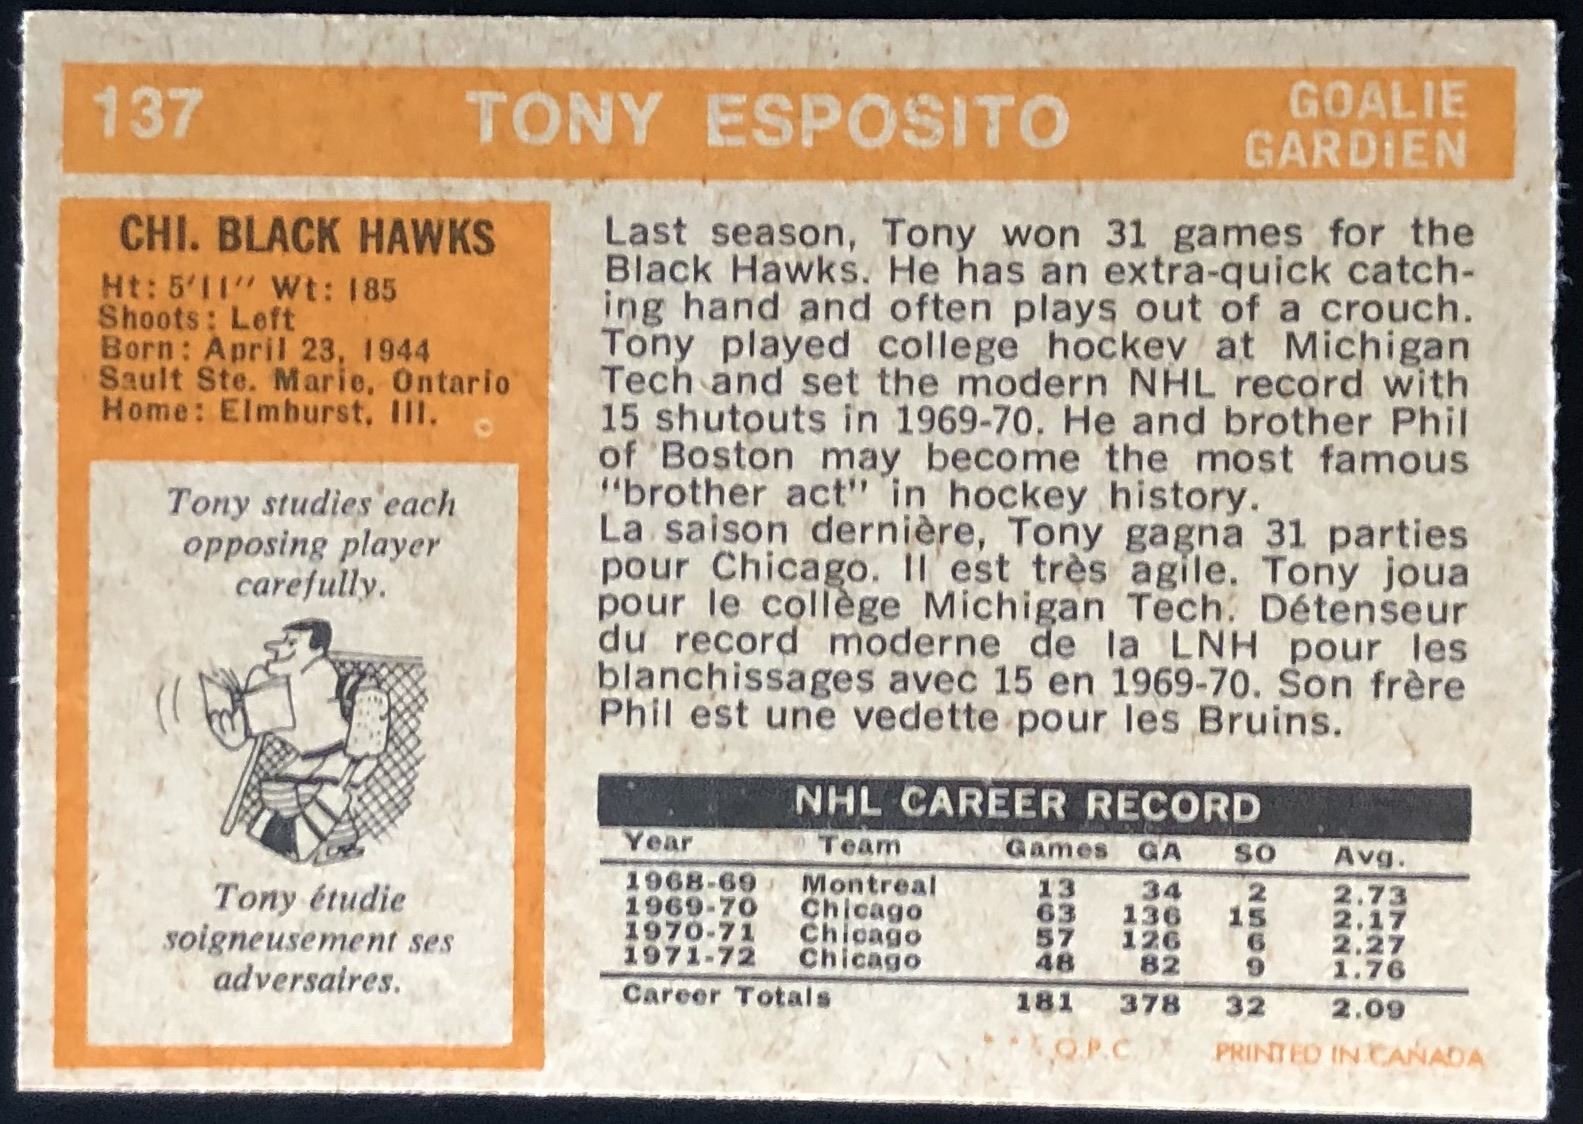 137 TONY ESPOSITO GOALIE
GARDIEN
CHI. BLACK HAWKS
Ht: 5'11" Wt: 185
Shoots: Left
Born: April 23, 1944
Sault Ste. Marie, Ontario
Home: Elmhurst, Ill.
Tony studies each
opposing player
carefully.
Tony étudie
soigneusement ses
adversaires.
Last season, Tony won 31 games for the
Black Hawks. He has an extra-quick catch-
ing hand and often plays out of a crouch.
Tony played college hockey at Michigan
Tech and set the modern NHL record with
15 shutouts in 1969-70. He and brother Phil
of Boston may become the most famous
"brother act" in hockey history.
La saison dernière, Tony gagna 31 parties
pour Chicago. Il est très agile. Tony joua
pour le collège Michigan Tech. Détenseur
du record moderne de la LNH pour les
blanchissages avec 15 en 1969-70. Son frère
Phil est une vedette pour les Bruins.
NHL CAREER RECORD
Year Team Games GA SO Avg.
1968-69 Montreal 13 34 2 2.73
1969-70 Chicago 63 136 15 2.17
1970-71 Chicago 57 126 6 2.27
1971-72 Chicago 48 82 9 1.76
Career Totals 181 378 32 2.09
O.P.C. PRINTED IN CANADA